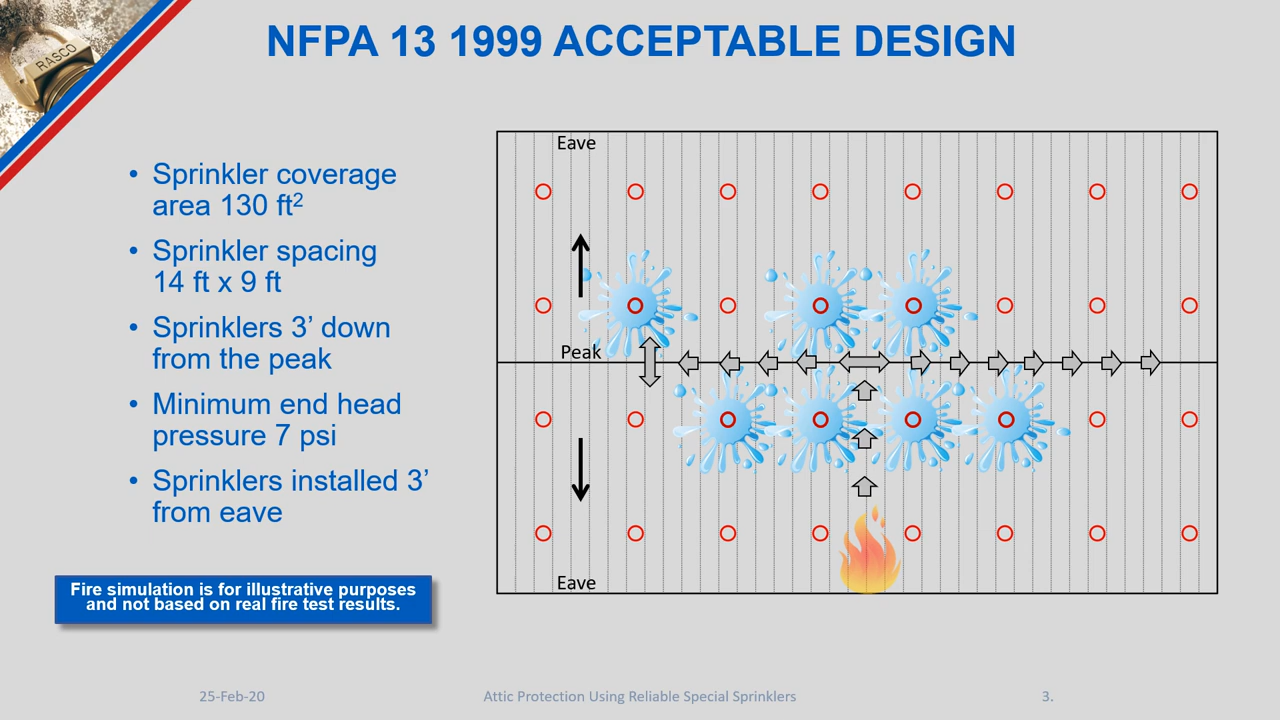 RASCO
NFPA 13 1999 ACCEPTABLE DESIGN
• Sprinkler coverage
area 130 ft²
• Sprinkler spacing
14 ft x 9 ft
• Sprinklers 3’ down
from the peak
• Minimum end head
pressure 7 psi
• Sprinklers installed 3’
from eave
Fire simulation is for illustrative purposes
and not based on real fire test results.
Eave
Peak
Eave
25-Feb-20
Attic Protection Using Reliable Special Sprinklers
3.